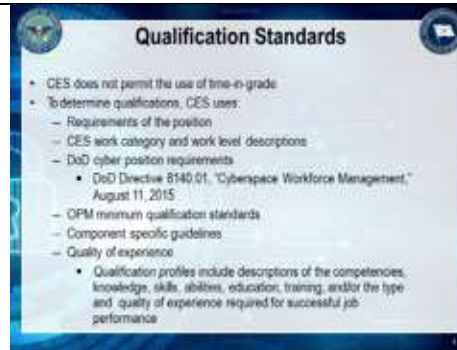 Qualification Standards
• CES does not permit the use of time-in-grade
• To determine qualifications, CES uses:
– Requirements of the position
– CES work category and work level descriptions
– DoD cyber position requirements
▪ DoD Directive 8140.01, "Cyberspace Workforce Management,"
August 11, 2015
– OPM minimum qualification standards
– Component specific guidelines
– Quality of experience
▪ Qualification profiles include descriptions of the competencies,
knowledge, skills, abilities, education, training, and/or the type
and quality of experience required for successful job
performance